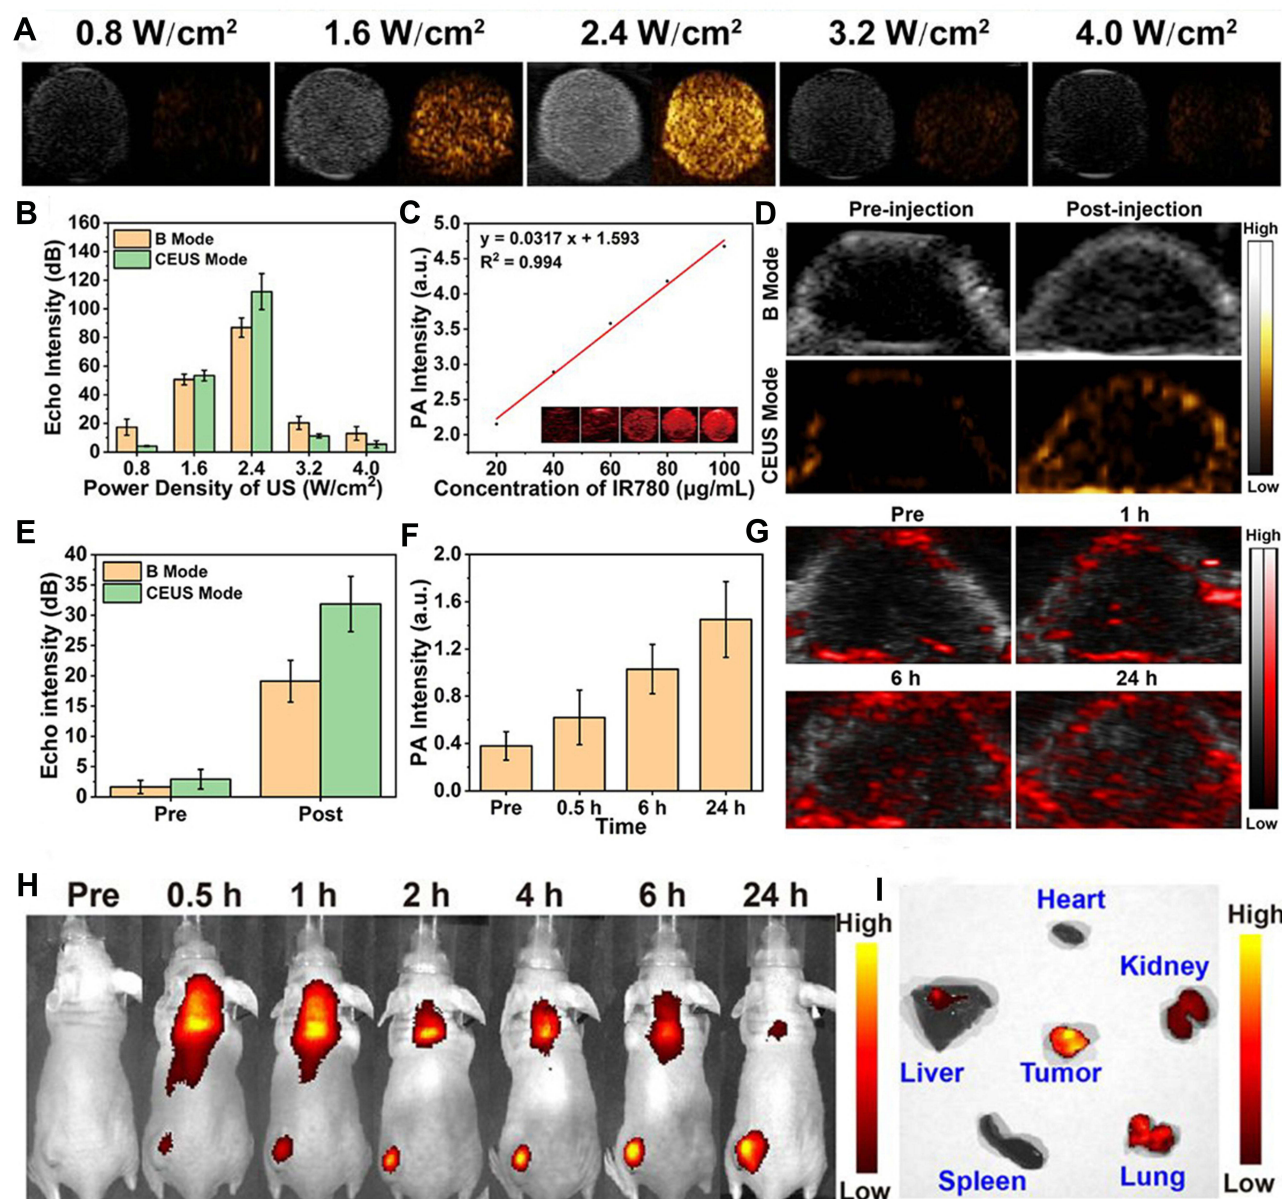 A
0.8 W/cm²
1.6 W/cm²
2.4 W/cm²
3.2 W/cm²
4.0 W/cm²
B
160
140
120
100
80
60
40
20
0
Echo Intensity (dB)
B Mode
CEUS Mode
0.8
1.6
2.4
3.2
4.0
Power Density of US (W/cm²)
C
5.0
4.5
4.0
3.5
3.0
2.5
2.0
PA Intensity (a.u.)
y = 0.0317 x + 1.593
R² = 0.994
20
40
60
80
100
Concentration of IR780 (μg/mL)
D
Pre-injection
Post-injection
B Mode
CEUS Mode
High
Low
E
40
35
30
25
20
15
10
5
0
Echo intensity (dB)
B Mode
CEUS Mode
Pre
Post
F
2.0
1.6
1.2
0.8
0.4
0.0
PA Intensity (a.u.)
Pre
0.5 h
6 h
24 h
Time
G
Pre
1 h
6 h
24 h
High
Low
H
Pre
0.5 h
1 h
2 h
4 h
6 h
24 h
High
Low
I
Heart
Kidney
Liver
Tumor
Spleen
Lung
High
Low